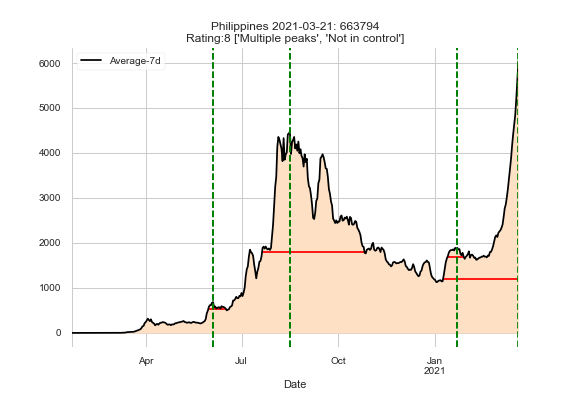 Philippines 2021-03-21: 663794
Rating:8 ['Multiple peaks', 'Not in control']
Average-7d
6000
5000
4000
3000
2000
1000
0
Apr
Jul
Oct
Jan
2021
Date